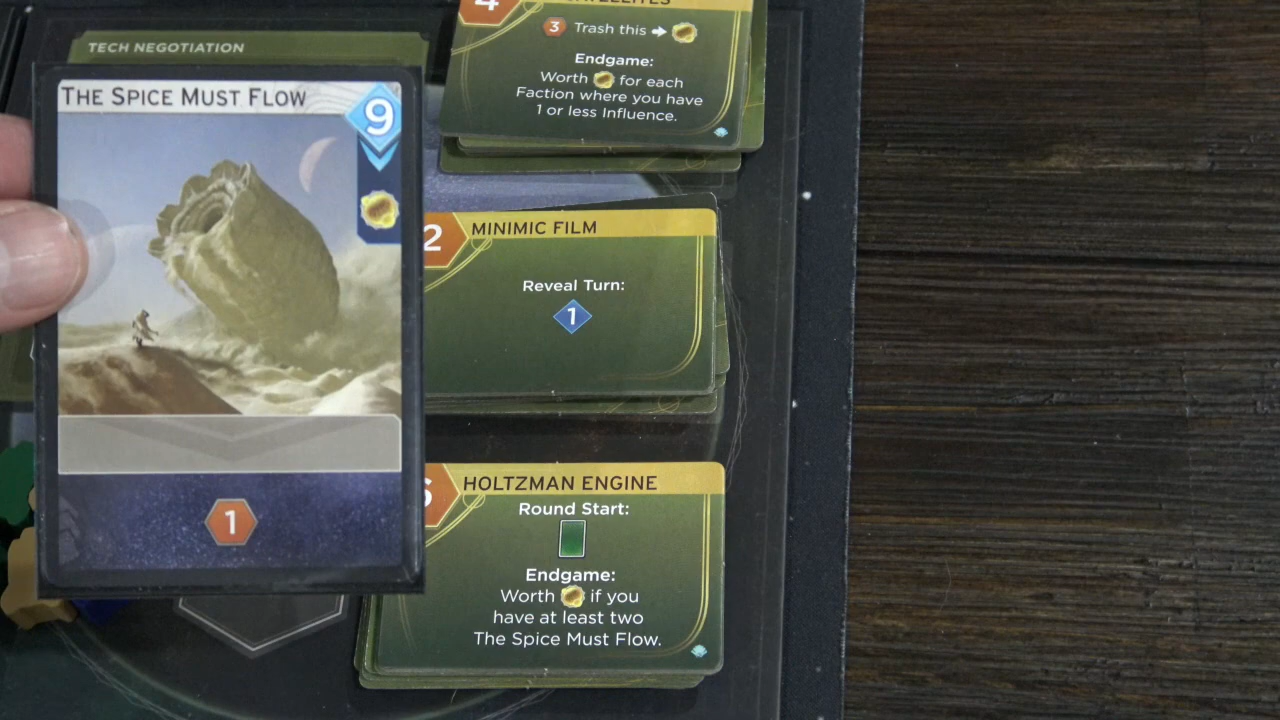 TECH NEGOTIATION
THE SPICE MUST FLOW
9
1
4
3 Trash this
Endgame:
Worth for each
Faction where you have
1 or less Influence.
2 MINIMIC FILM
Reveal Turn:
1
HOLTZMAN ENGINE
Round Start:
Endgame:
Worth if you
have at least two
The Spice Must Flow.